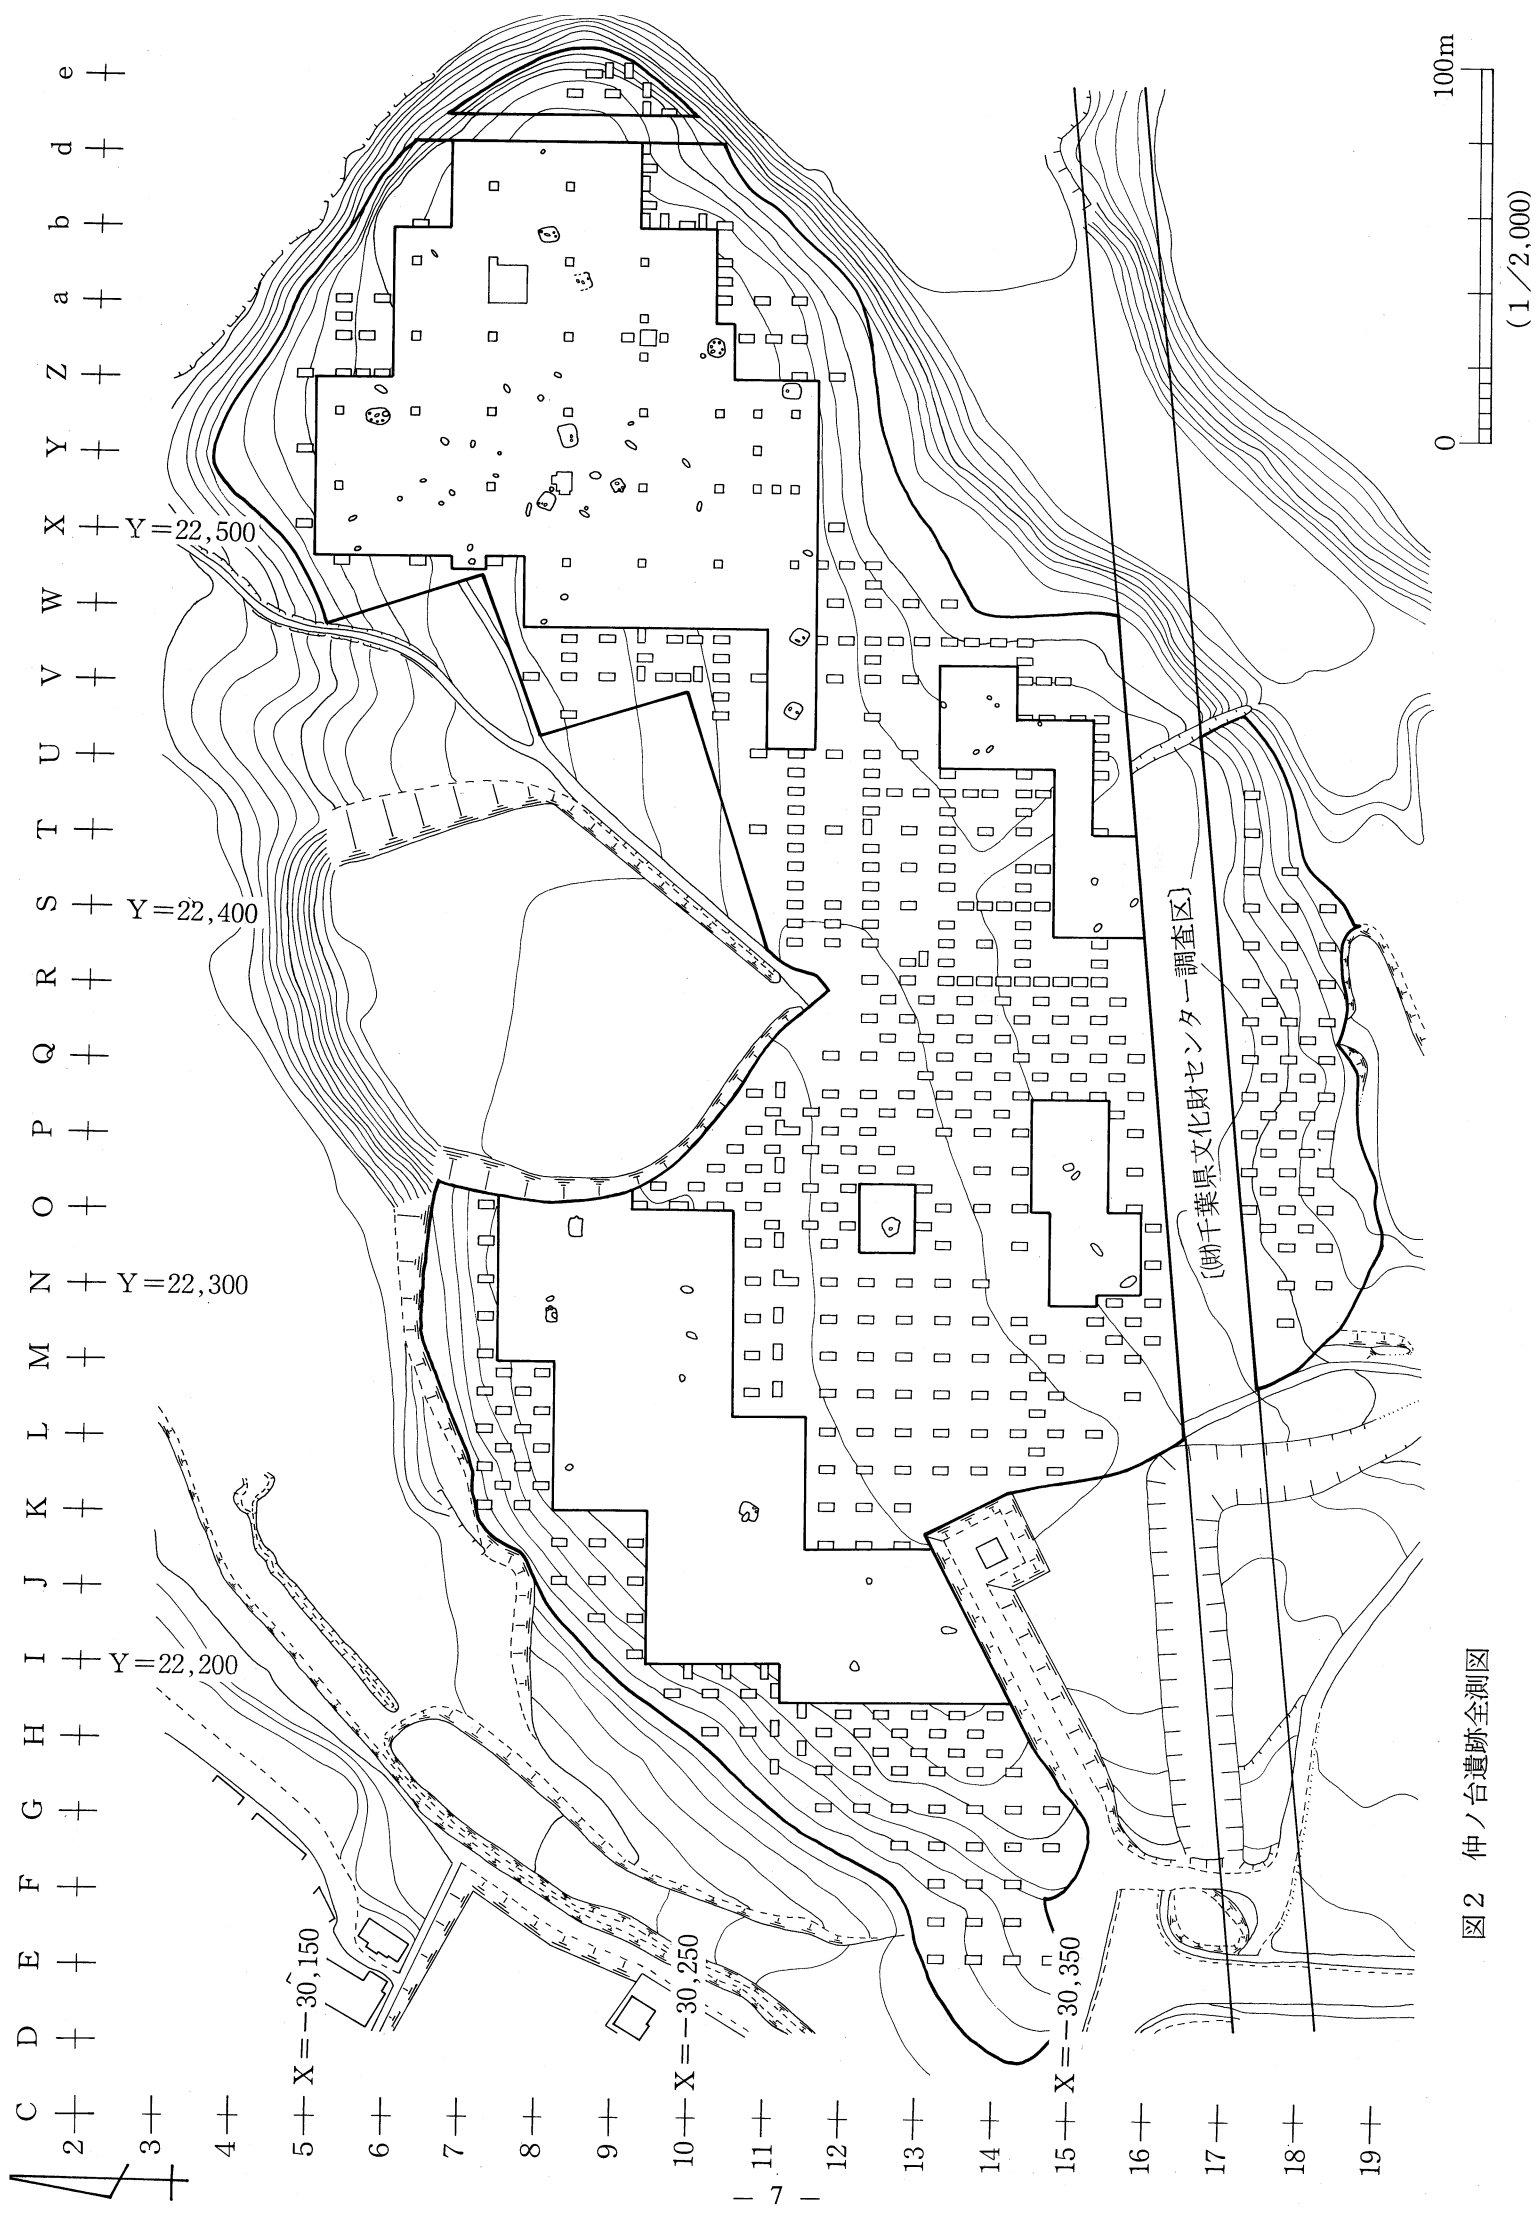 C D E F G H I J K L M N O P Q R S T U V W X Y Z a b d e
2
3
4
5
6
7
8
9
10
11
12
13
14
15
16
17
18
19
Y=22,200
Y=22,300
Y=22,400
Y=22,500
X=-30,150
X=-30,250
X=-30,350
〔(財)千葉県文化財センター調査区〕
0 100m
(1/2,000)
図2 仲ノ台遺跡全測図
— 7 —